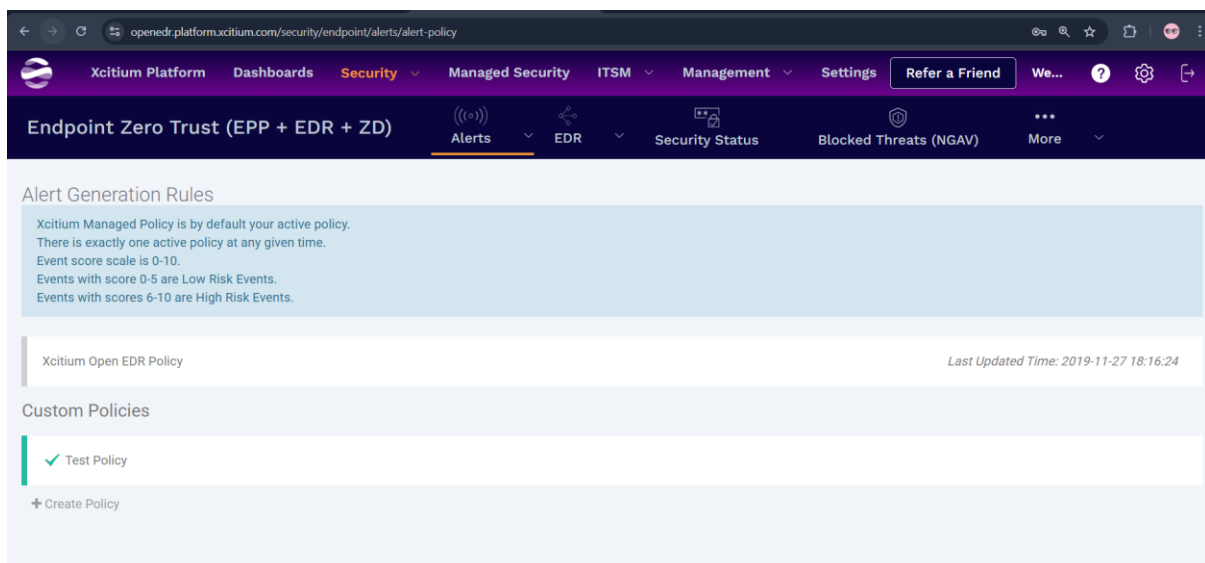 openedr.platform.xcitium.com/security/endpoint/alerts/alert-policy
Xcitium Platform Dashboards Security Managed Security ITSM Management Settings Refer a Friend We... ?
Endpoint Zero Trust (EPP + EDR + ZD) Alerts EDR Security Status Blocked Threats (NGAV) More
Alert Generation Rules
Xcitium Managed Policy is by default your active policy.
There is exactly one active policy at any given time.
Event score scale is 0-10.
Events with score 0-5 are Low Risk Events.
Events with scores 6-10 are High Risk Events.
Xcitium Open EDR Policy Last Updated Time: 2019-11-27 18:16:24
Custom Policies
Test Policy
+ Create Policy